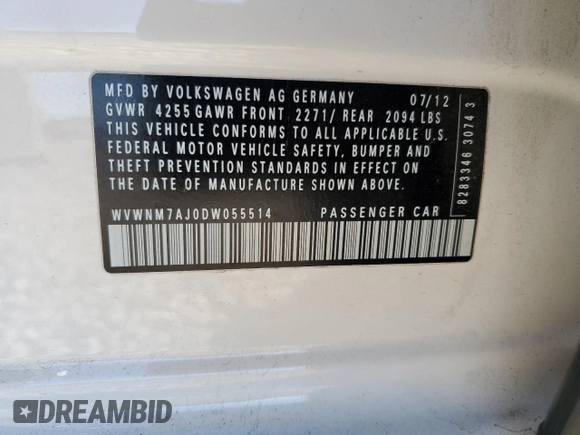 MFD BY VOLKSWAGEN AG GERMANY 07/12
GVWR 4255 GAWR FRONT 2271/ REAR 2094 LBS
THIS VEHICLE CONFORMS TO ALL APPLICABLE U.S.
FEDERAL MOTOR VEHICLE SAFETY, BUMPER AND
THEFT PREVENTION STANDARDS IN EFFECT ON
THE DATE OF MANUFACTURE SHOWN ABOVE.
WVWNM7AJ0DW055514 PASSENGER CAR
8283346 3074 3
DREAMBID